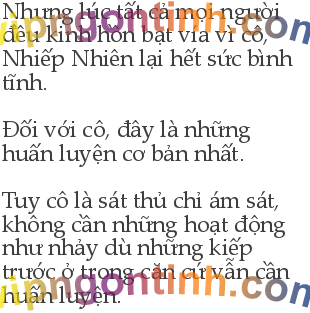 Nhưng lúc tất cả mọi người
đều kinh hồn bạt vía vì cô,
Nhiếp Nhiên lại hết sức bình
tĩnh.
Đối với cô, đây là những
huấn luyện cơ bản nhất.
Tuy cô là sát thủ chỉ ám sát,
không cần những hoạt động
như nhảy dù những kiếp
trước ở trong căn cứ vẫn cần
huấn luyện.
vipngontinh.com
vipngontinh.com